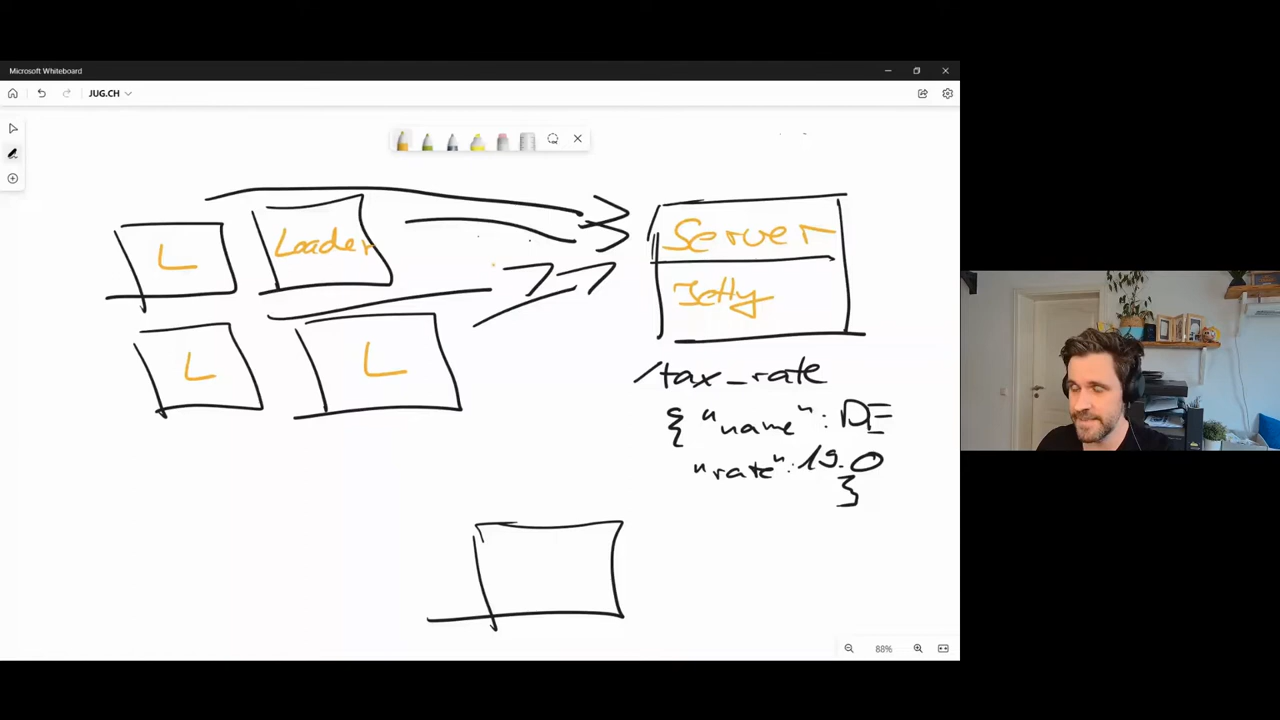 Microsoft Whiteboard
JUG.CH
L
Loader
L
L
Server
Jetty
/tax_rate
{ "name": DE
"rate": 19.0
}
88%